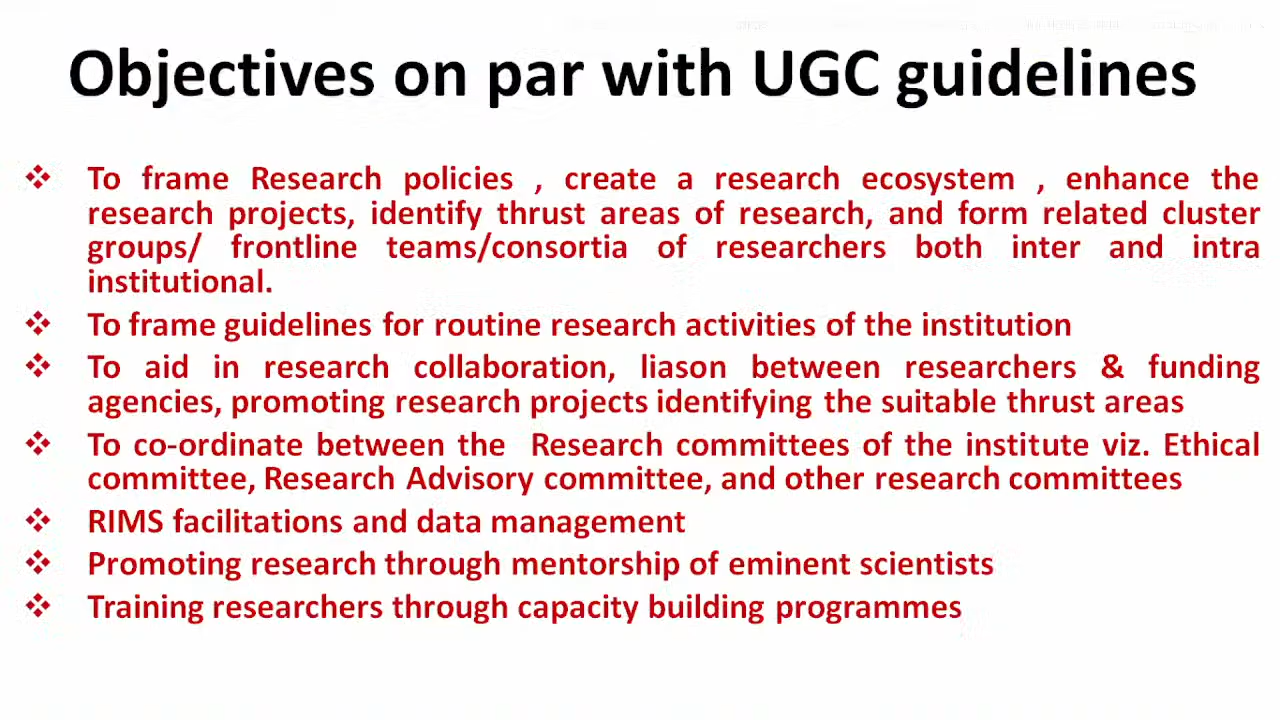 Objectives on par with UGC guidelines
❖ To frame Research policies , create a research ecosystem , enhance the
research projects, identify thrust areas of research, and form related cluster
groups/ frontline teams/consortia of researchers both inter and intra
institutional.
❖ To frame guidelines for routine research activities of the institution
❖ To aid in research collaboration, liason between researchers & funding
agencies, promoting research projects identifying the suitable thrust areas
❖ To co-ordinate between the Research committees of the institute viz. Ethical
committee, Research Advisory committee, and other research committees
❖ RIMS facilitations and data management
❖ Promoting research through mentorship of eminent scientists
❖ Training researchers through capacity building programmes